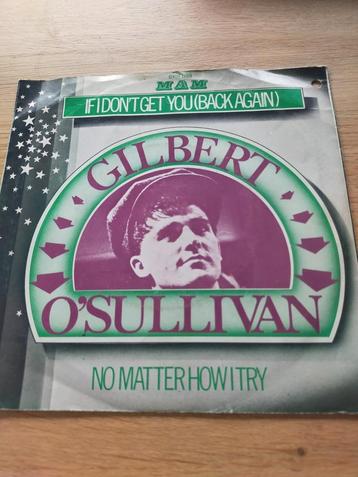 MAM
IF I DON'T GET YOU (BACK AGAIN)
GILBERT
O'SULLIVAN
NO MATTER HOW I TRY